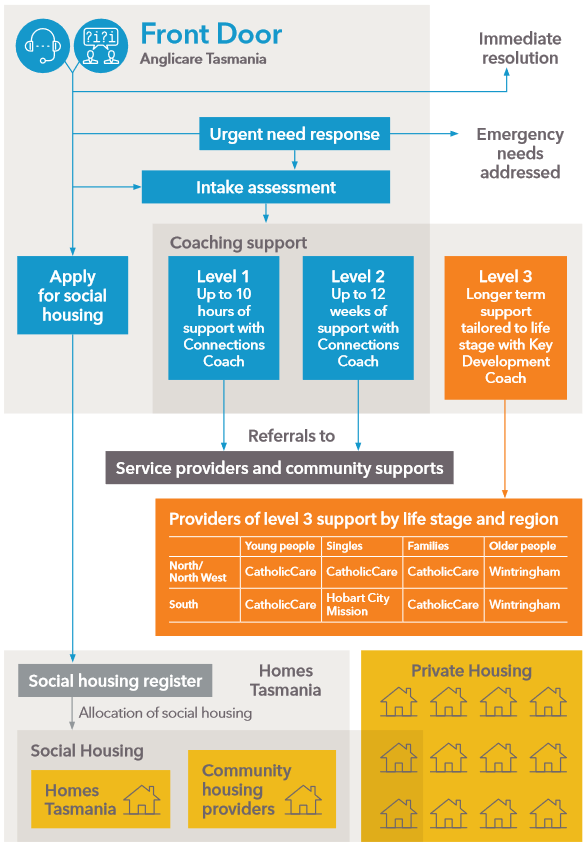 ?i?i
Front Door
Anglicare Tasmania
Immediate
resolution
Urgent need response
Emergency
needs
addressed
Intake assessment
Coaching support
Apply
for social
housing
Level 1
Up to 10
hours of
support with
Connections
Coach
Level 2
Up to 12
weeks of
support with
Connections
Coach
Level 3
Longer term
support
tailored to life
stage with Key
Development
Coach
Referrals to
Service providers and community supports
Providers of level 3 support by life stage and region
Young people Singles Families Older people
North/
North West CatholicCare CatholicCare CatholicCare Wintringham
South CatholicCare Hobart City
Mission CatholicCare Wintringham
Social housing register
Homes
Tasmania
Allocation of social housing
Social Housing
Homes
Tasmania
Community
housing
providers
Private Housing